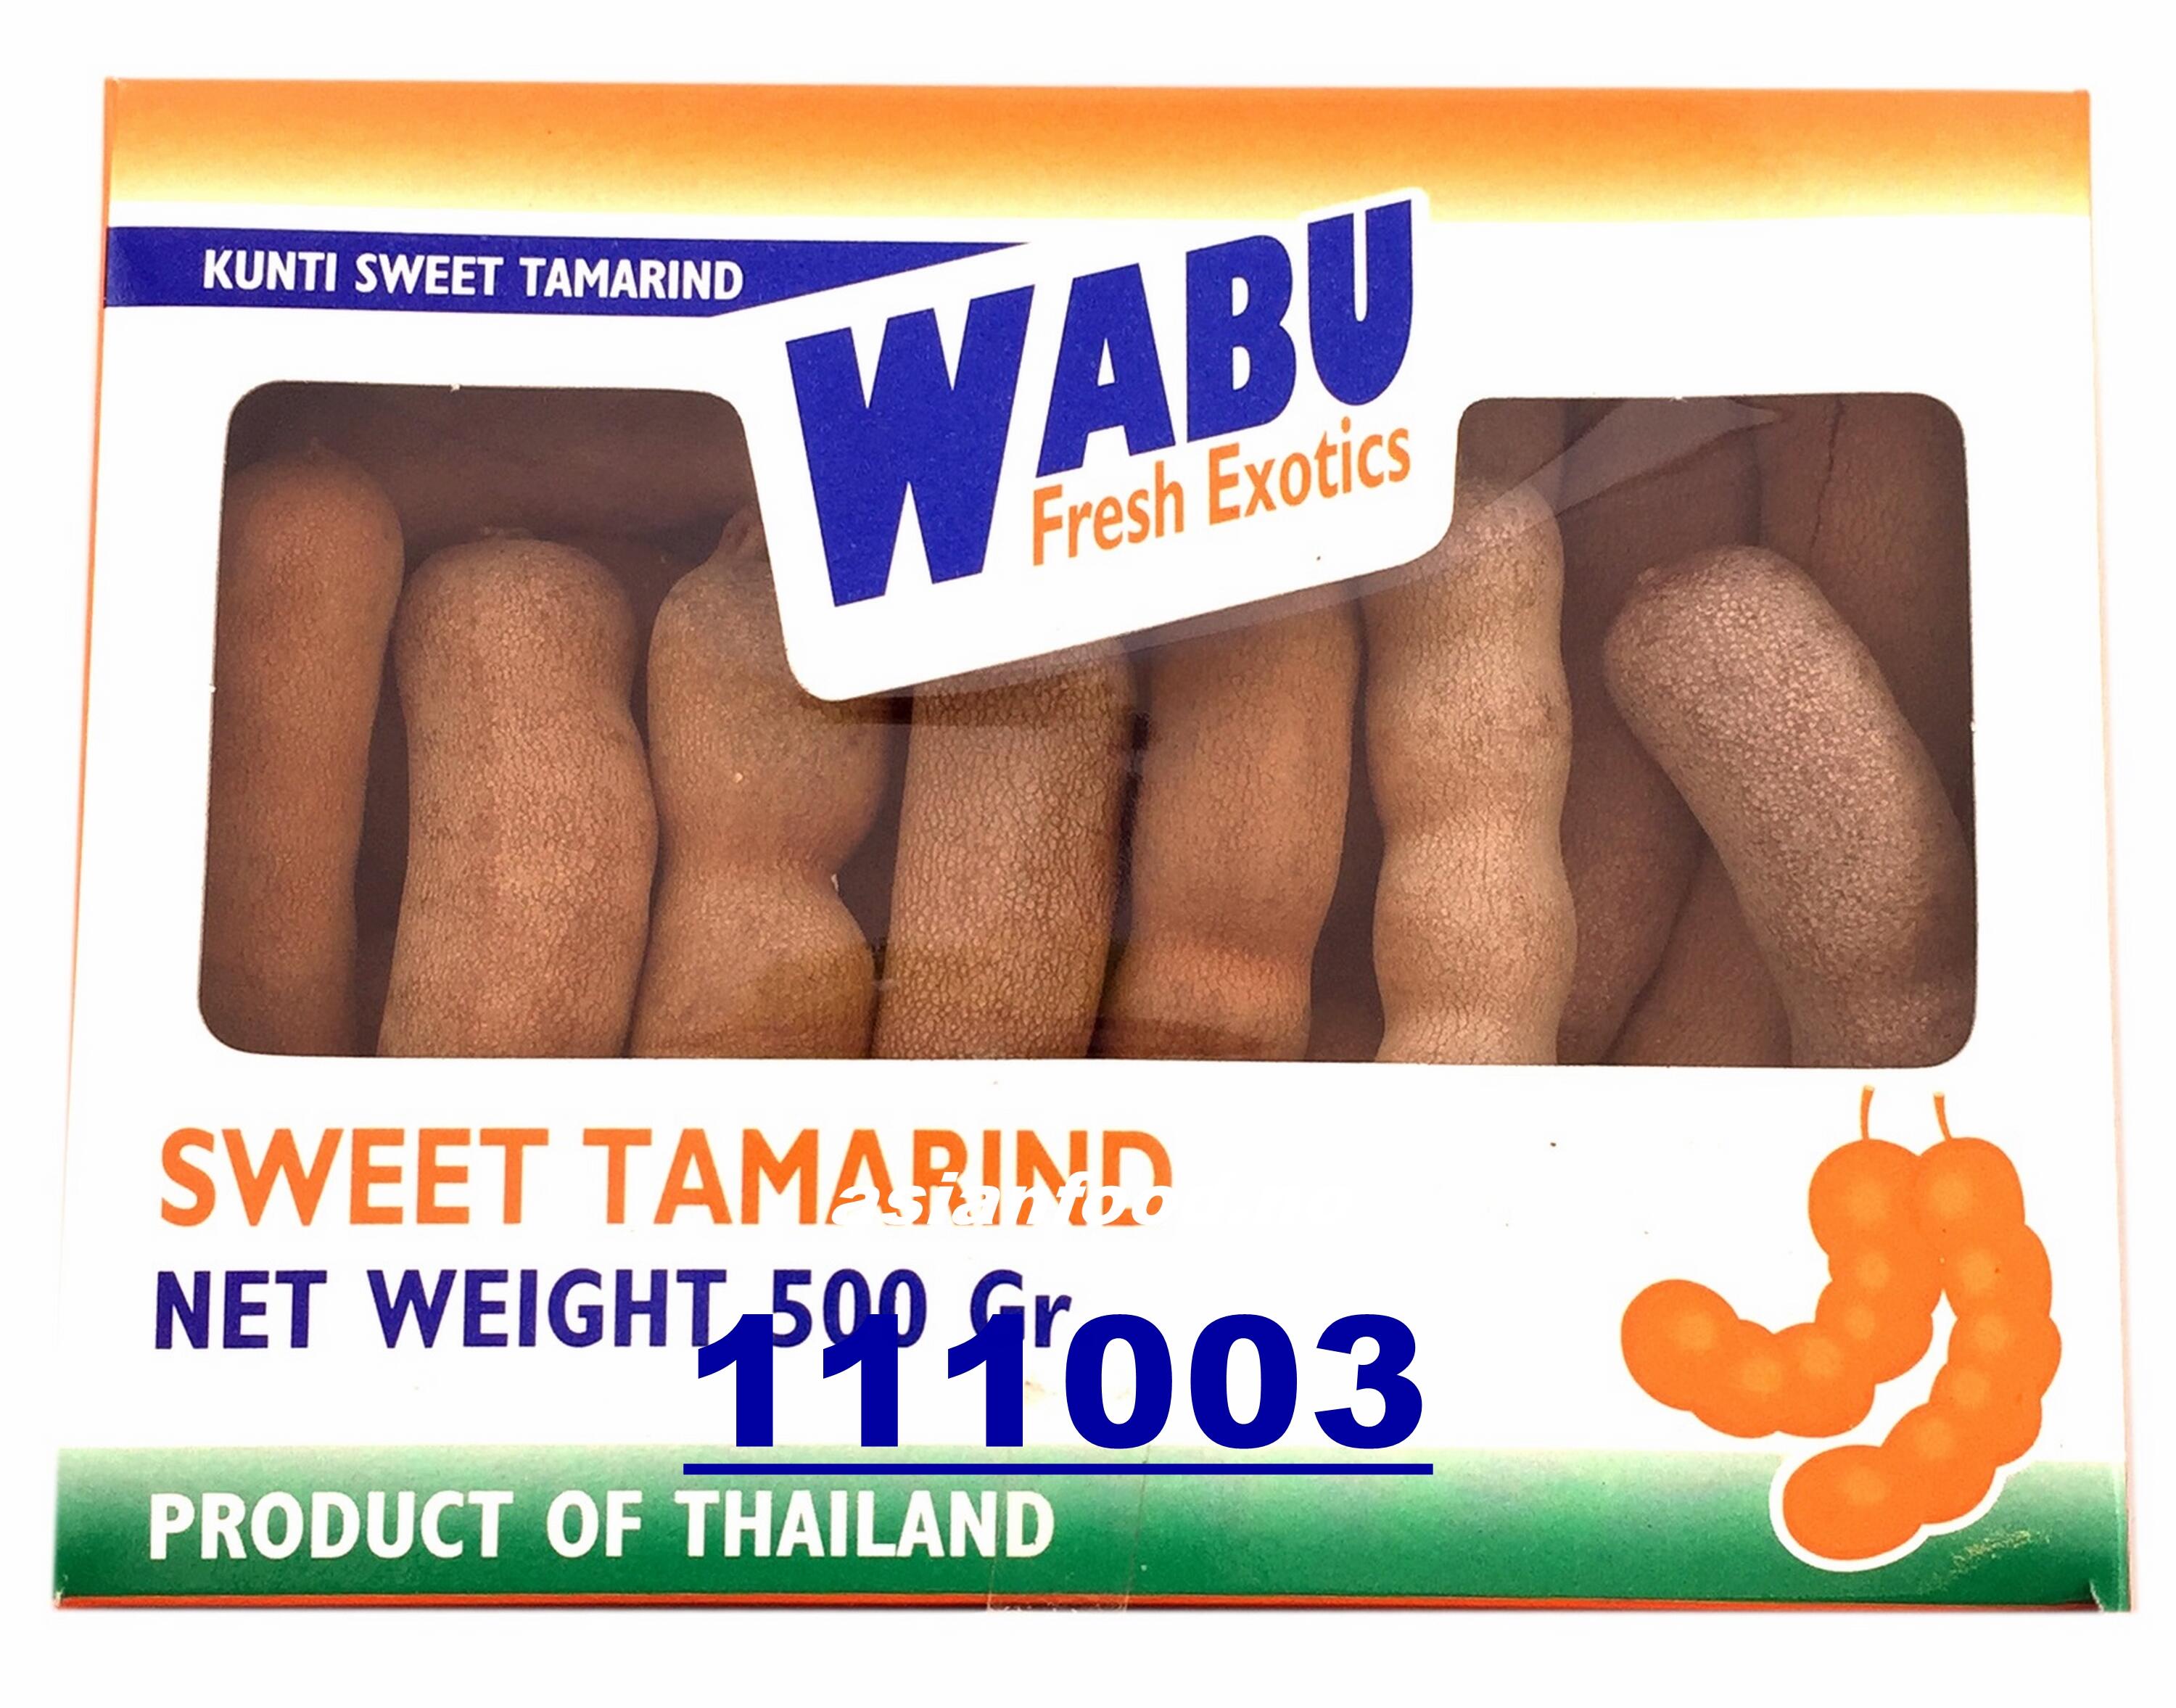 KUNTI SWEET TAMARIND
WABU
Fresh Exotics
SWEET TAMARIND
NET WEIGHT 500 Gr
111003
PRODUCT OF THAILAND